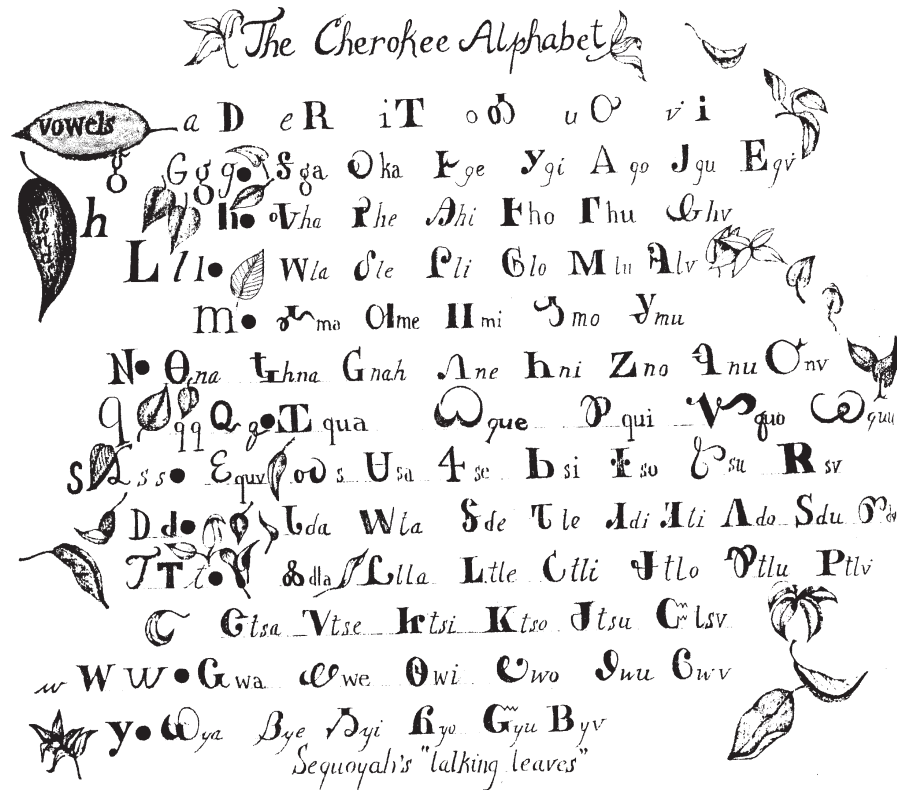 The Cherokee Alphabet
vowels a D e R i T o Ꭳ u Ꭴ v i
g G g g • Ꭶ ga Ꭷ ka Ꭸ ge Ꭹ gi A go J gu E gv
h h • Ꭽ ha Ꭾ he Ꭿ hi Ꮀ ho Ꮁ hu Ꮂ hv
L l l • W la Ꮄ le Ꮅ li Ꮆ lo M lu Ꮈ lv
m • Ꮉ ma Ꮊ me Ꮋ mi Ꮌ mo Ꮍ mu
N • Ꮎ na Ꮏ hna G nah Ꮑ ne Ꮒ ni Z no Ꮔ nu Ꮕ nv
q q q Q q • Ꮖ qua Ꮗ que Ꮘ qui Ꮙ quo Ꮚ quu
s s s • Ꮛ quv Ꮝ s Ꮜ sa 4 se Ꮟ si Ꮠ so Ꮡ su R sv
D d • Ꮣ da W ta Ꮥ de Ꮦ te Ꮧ di Ꮨ ti Ꮩ do S du Ꮫ dv
T T t • Ꮬ dla Ꮭ tla L tle C tli Ꮰ tlo Ꮱ tlu P tlv
Ꮳ tsa V tse Ꮵ tsi K tso Ꮷ tsu Ꮸ tsv
w W w • G wa Ꮺ we Ꮻ wi Ꮼ wo Ꮽ wu 6 wv
y • Ꮿ ya Ᏸ ye Ᏹ yi Ᏺ yo Ᏻ yu B yv
Sequoyah's "talking leaves"